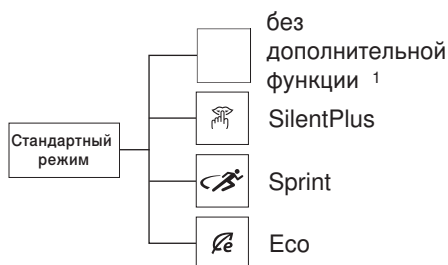 без
дополнительной
функции 1
SilentPlus
Стандартный
режим
Sprint
Eco